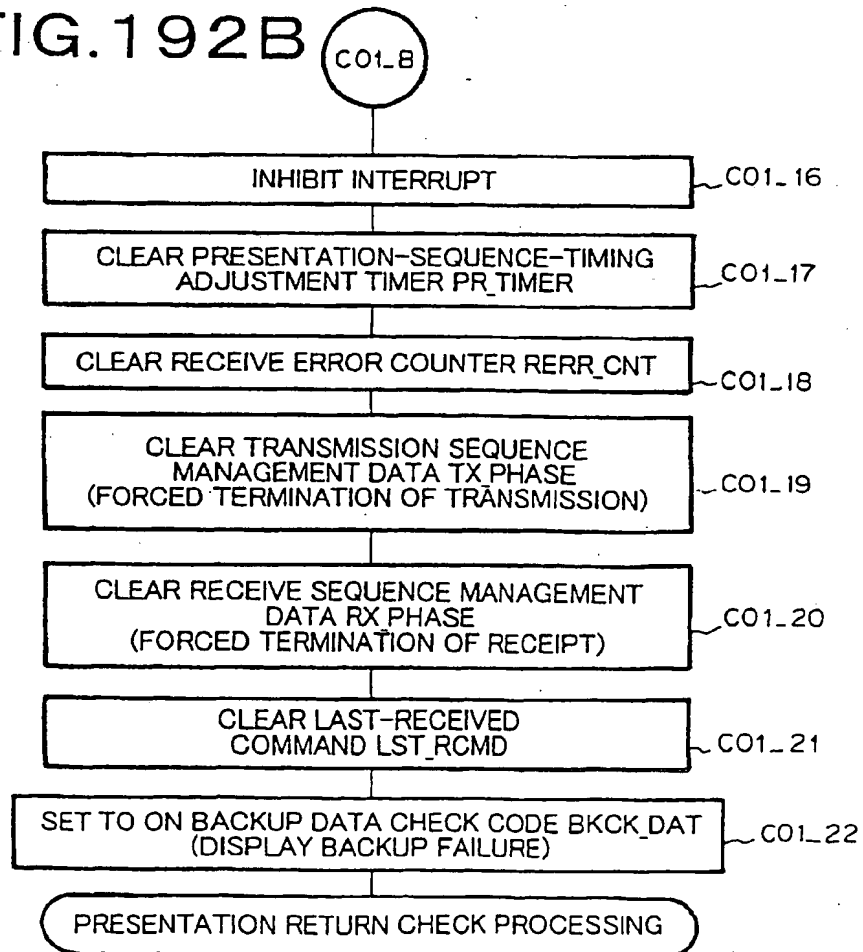 FIG.192B
C01_B
INHIBIT INTERRUPT
C01_16
CLEAR PRESENTATION-SEQUENCE-TIMING
ADJUSTMENT TIMER PR_TIMER
C01_17
CLEAR RECEIVE ERROR COUNTER RERR_CNT
C01_18
CLEAR TRANSMISSION SEQUENCE
MANAGEMENT DATA TX_PHASE
(FORCED TERMINATION OF TRANSMISSION)
C01_19
CLEAR RECEIVE SEQUENCE MANAGEMENT
DATA RX_PHASE
(FORCED TERMINATION OF RECEIPT)
C01_20
CLEAR LAST-RECEIVED
COMMAND LST_RCMD
C01_21
SET TO ON BACKUP DATA CHECK CODE BKCK_DAT
(DISPLAY BACKUP FAILURE)
C01_22
PRESENTATION RETURN CHECK PROCESSING